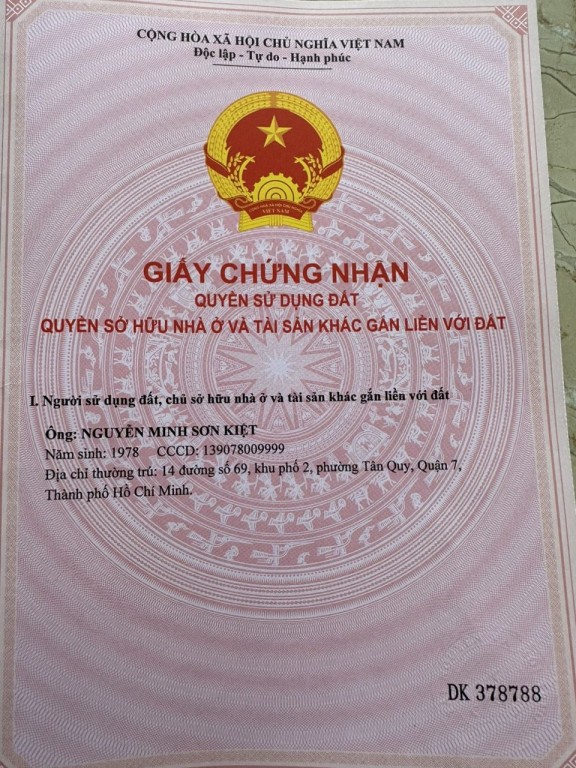 CỘNG HÒA XÃ HỘI CHỦ NGHĨA VIỆT NAM
Độc lập - Tự do - Hạnh phúc
VIỆT NAM
GIẤY CHỨNG NHẬN
QUYỀN SỬ DỤNG ĐẤT
QUYỀN SỞ HỮU NHÀ Ở VÀ TÀI SẢN KHÁC GẮN LIỀN VỚI ĐẤT
I. Người sử dụng đất, chủ sở hữu nhà ở và tài sản khác gắn liền với đất
Ông: NGUYỄN MINH SƠN KIỆT
Năm sinh: 1978 CCCD: 139078009999
Địa chỉ thường trú: 14 đường số 69, khu phố 2, phường Tân Quy, Quận 7,
Thành phố Hồ Chí Minh.
DK 378788